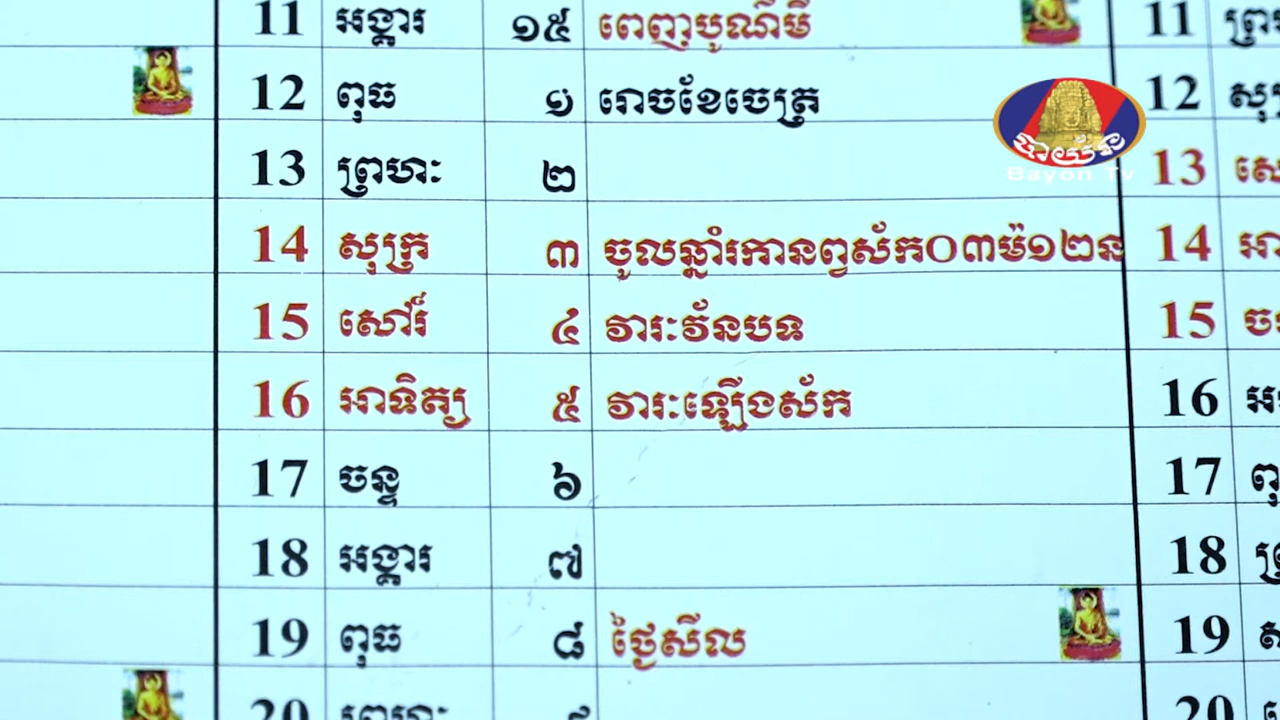 11 អង្គារ ១៥ ពេញបូណ៌មី 11
12 ពុធ ១ រោចខែចេត្រ 12
13 ព្រហ: ២ 13
14 សុក្រ ៣ ចូលឆ្នាំរកានព្វស័ក០៣ម៉១២ន 14
15 សៅរ៍ ៤ វារៈវ័នបទ 15
16 អាទិត្យ ៥ វារៈឡើងស័ក 16
17 ចន្ទ ៦ 17
18 អង្គារ ៧ 18
19 ពុធ ៨ ថ្ងៃសីល 19
20 20
បាយ័ន
Bayon Tv